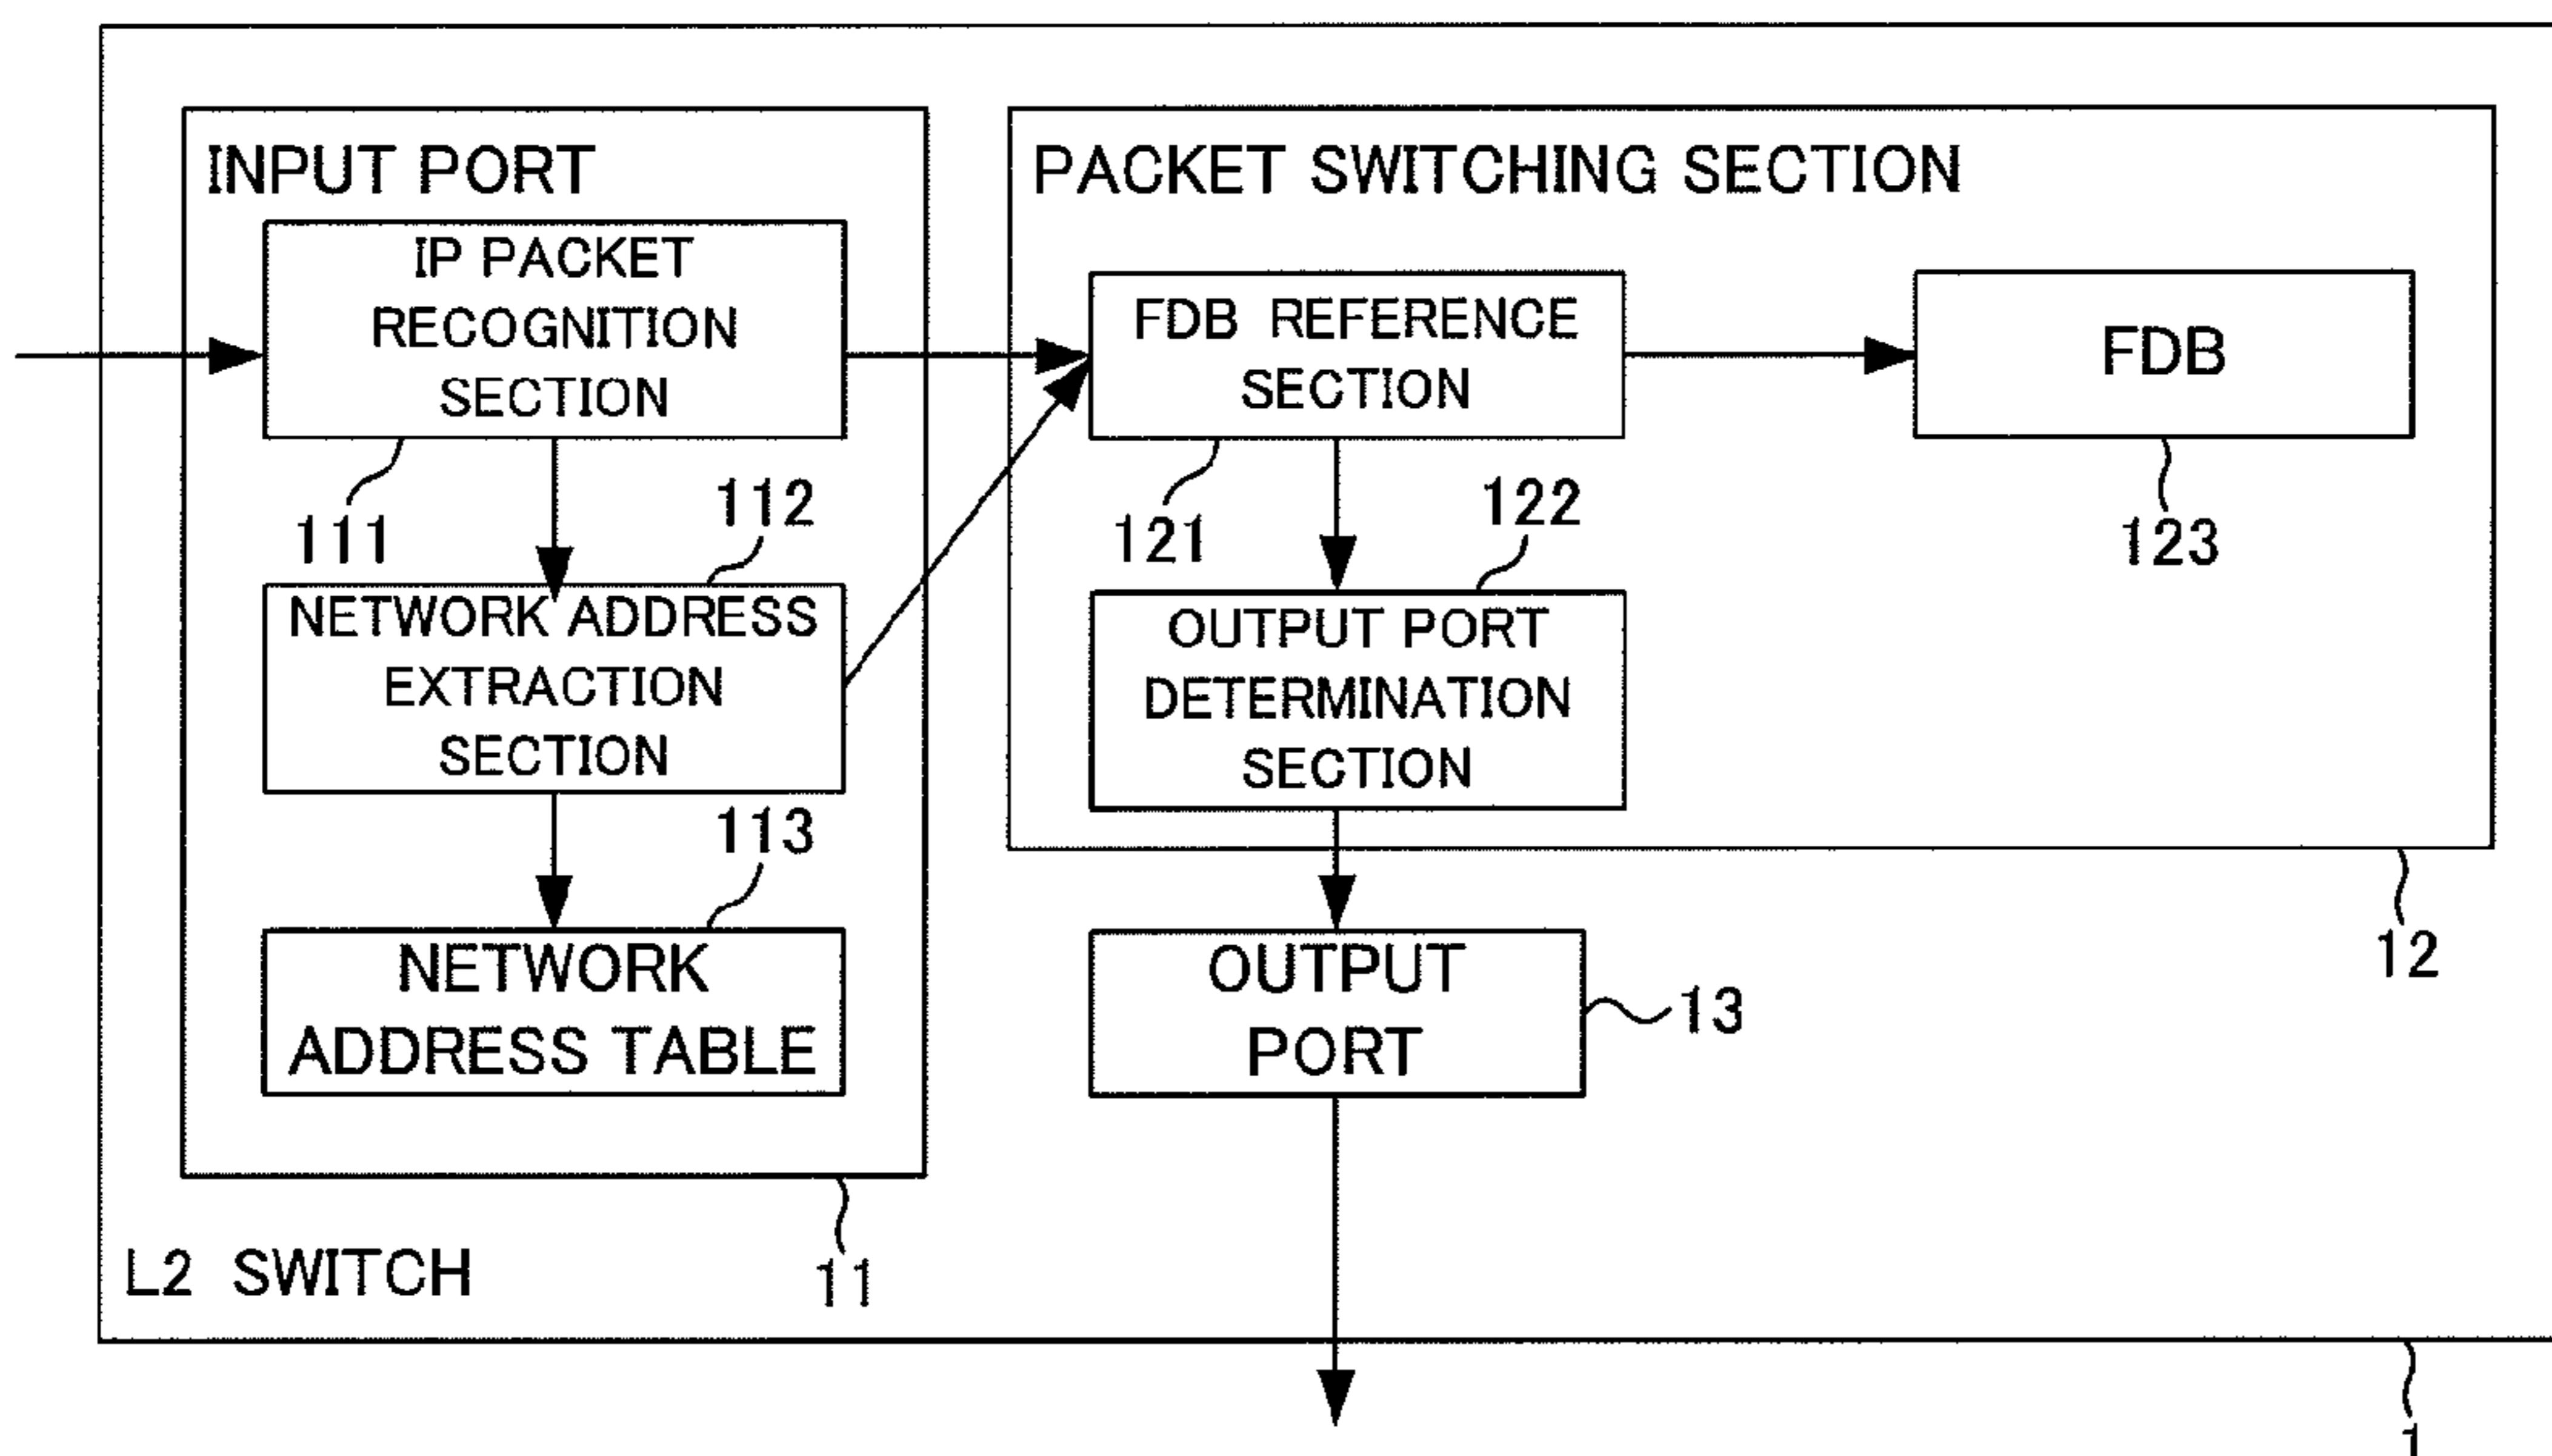 INPUT PORT
IP PACKET
RECOGNITION
SECTION
111
112
NETWORK ADDRESS
EXTRACTION
SECTION
113
NETWORK
ADDRESS TABLE
11
L2 SWITCH
PACKET SWITCHING SECTION
FDB REFERENCE
SECTION
121
FDB
123
122
OUTPUT PORT
DETERMINATION
SECTION
12
OUTPUT
PORT
13
1